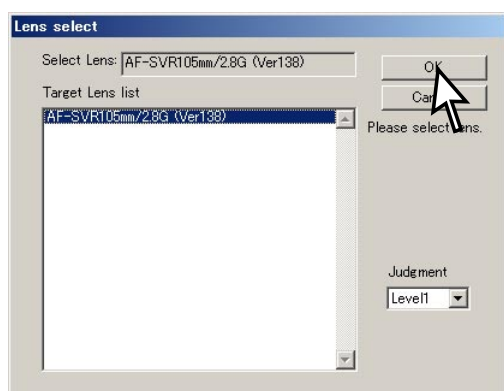 Lens select
Select Lens: AF-SVR105mm/2.8G (Ver138)
OK
Target Lens list
AF-SVR105mm/2.8G (Ver138)
Please select
Judgment
Level1